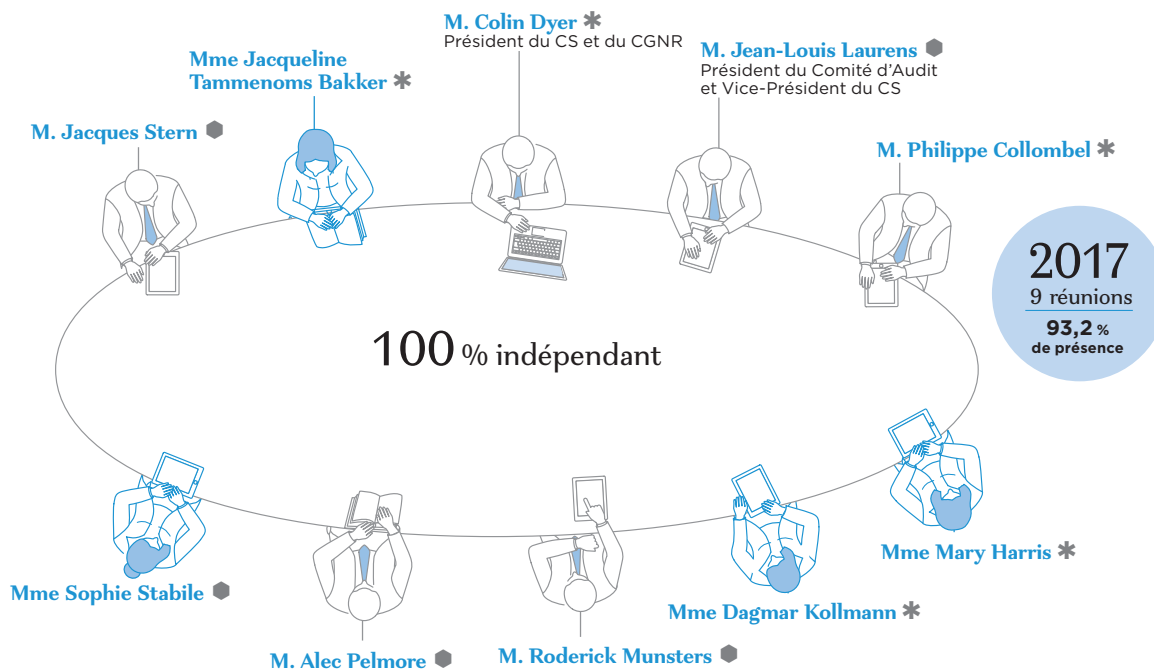 M. Colin Dyer ✱
Président du CS et du CGNR
M. Jean-Louis Laurens ⬢
Président du Comité d’Audit
et Vice-Président du CS
Mme Jacqueline
Tammenoms Bakker ✱
M. Jacques Stern ⬢
M. Philippe Collombel ✱
2017
9 réunions
93,2 %
de présence
100 % indépendant
Mme Mary Harris ✱
Mme Sophie Stabile ⬢
Mme Dagmar Kollmann ✱
M. Alec Pelmore ⬢
M. Roderick Munsters ⬢